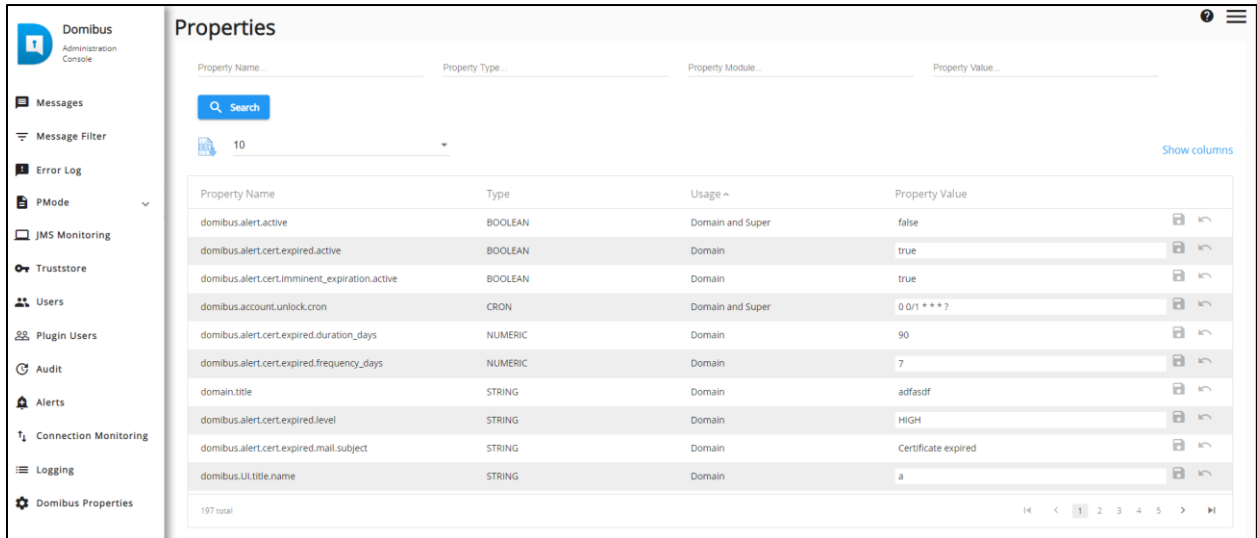 Domibus
Administration
Console
Messages
Message Filter
Error Log
PMode
JMS Monitoring
Truststore
Users
Plugin Users
Audit
Alerts
Connection Monitoring
Logging
Domibus Properties
Properties
Property Name... Property Type... Property Module... Property Value...
Search
10
Show columns
Property Name Type Usage Property Value
domibus.alert.active BOOLEAN Domain and Super false
domibus.alert.cert.expired.active BOOLEAN Domain true
domibus.alert.cert.imminent_expiration.active BOOLEAN Domain true
domibus.account.unlock.cron CRON Domain and Super 0 0/1 * * * ?
domibus.alert.cert.expired.duration_days NUMERIC Domain 90
domibus.alert.cert.expired.frequency_days NUMERIC Domain 7
domain.title STRING Domain adfasdf
domibus.alert.cert.expired.level STRING Domain HIGH
domibus.alert.cert.expired.mail.subject STRING Domain Certificate expired
domibus.UI.title.name STRING Domain a
197 total 1 2 3 4 5